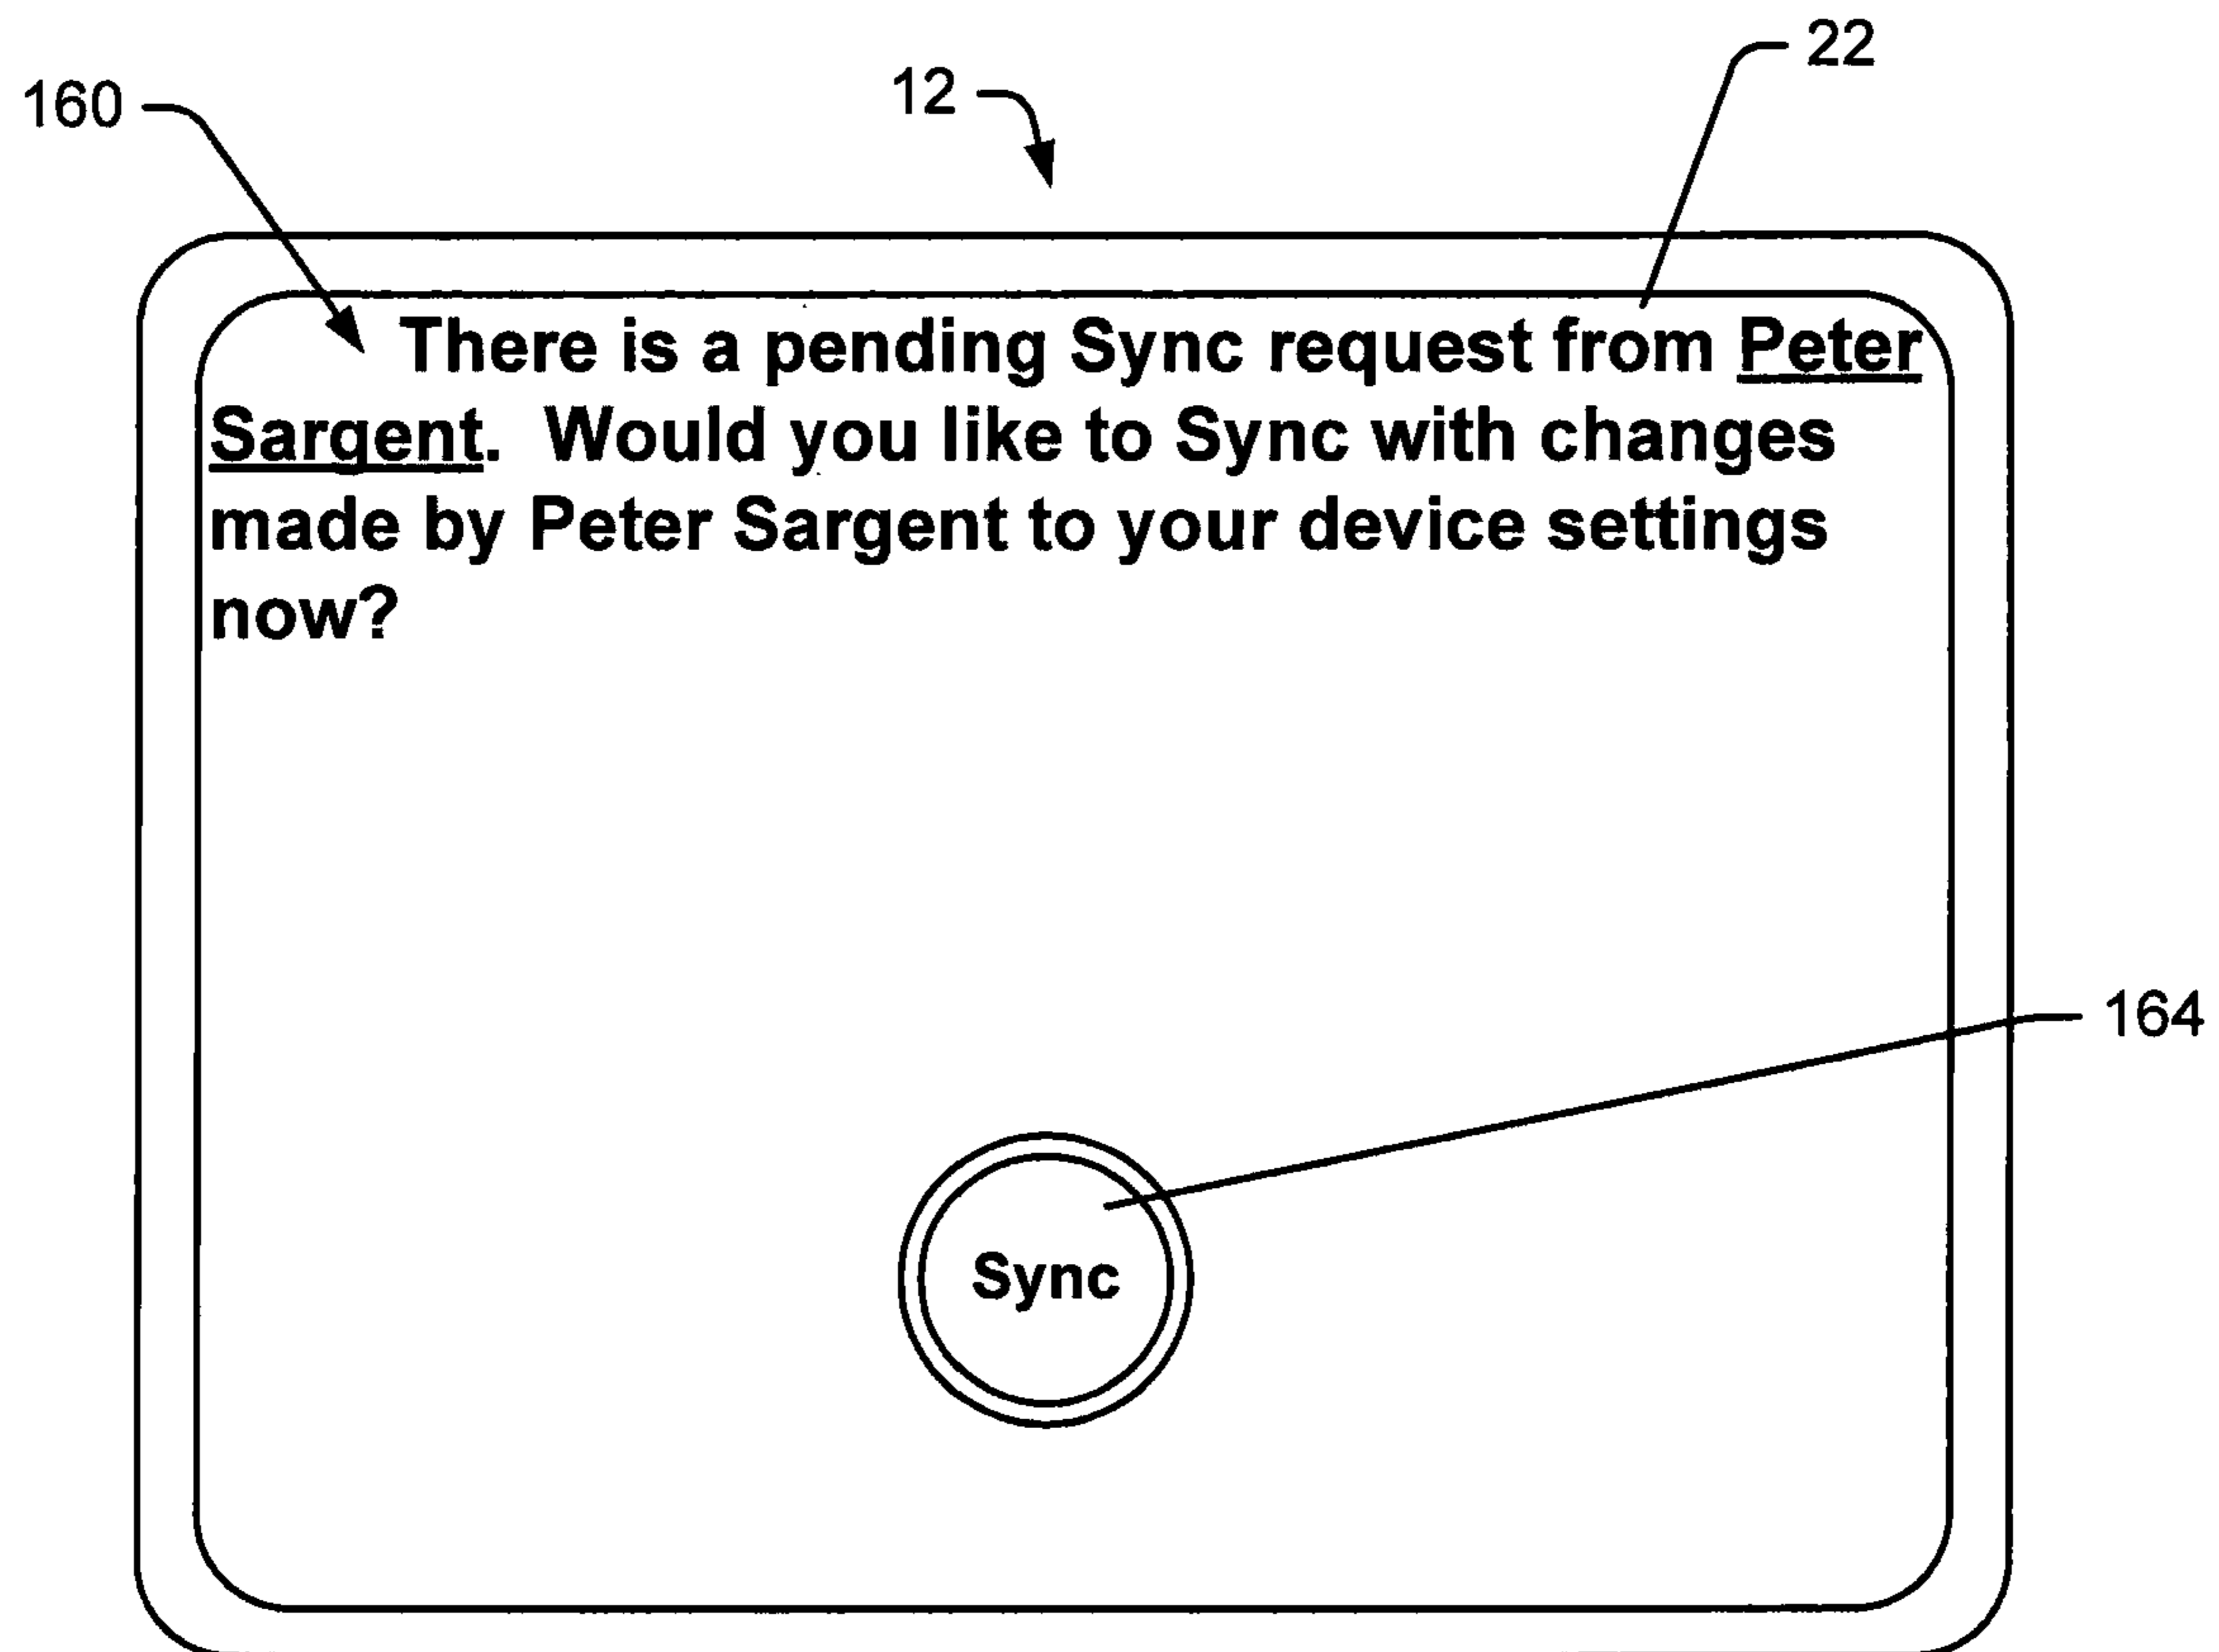 22
12
160
There is a pending Sync request from Peter
Sargent.  Would you like to Sync with changes
made by Peter Sargent to your device settings
now?
164
Sync